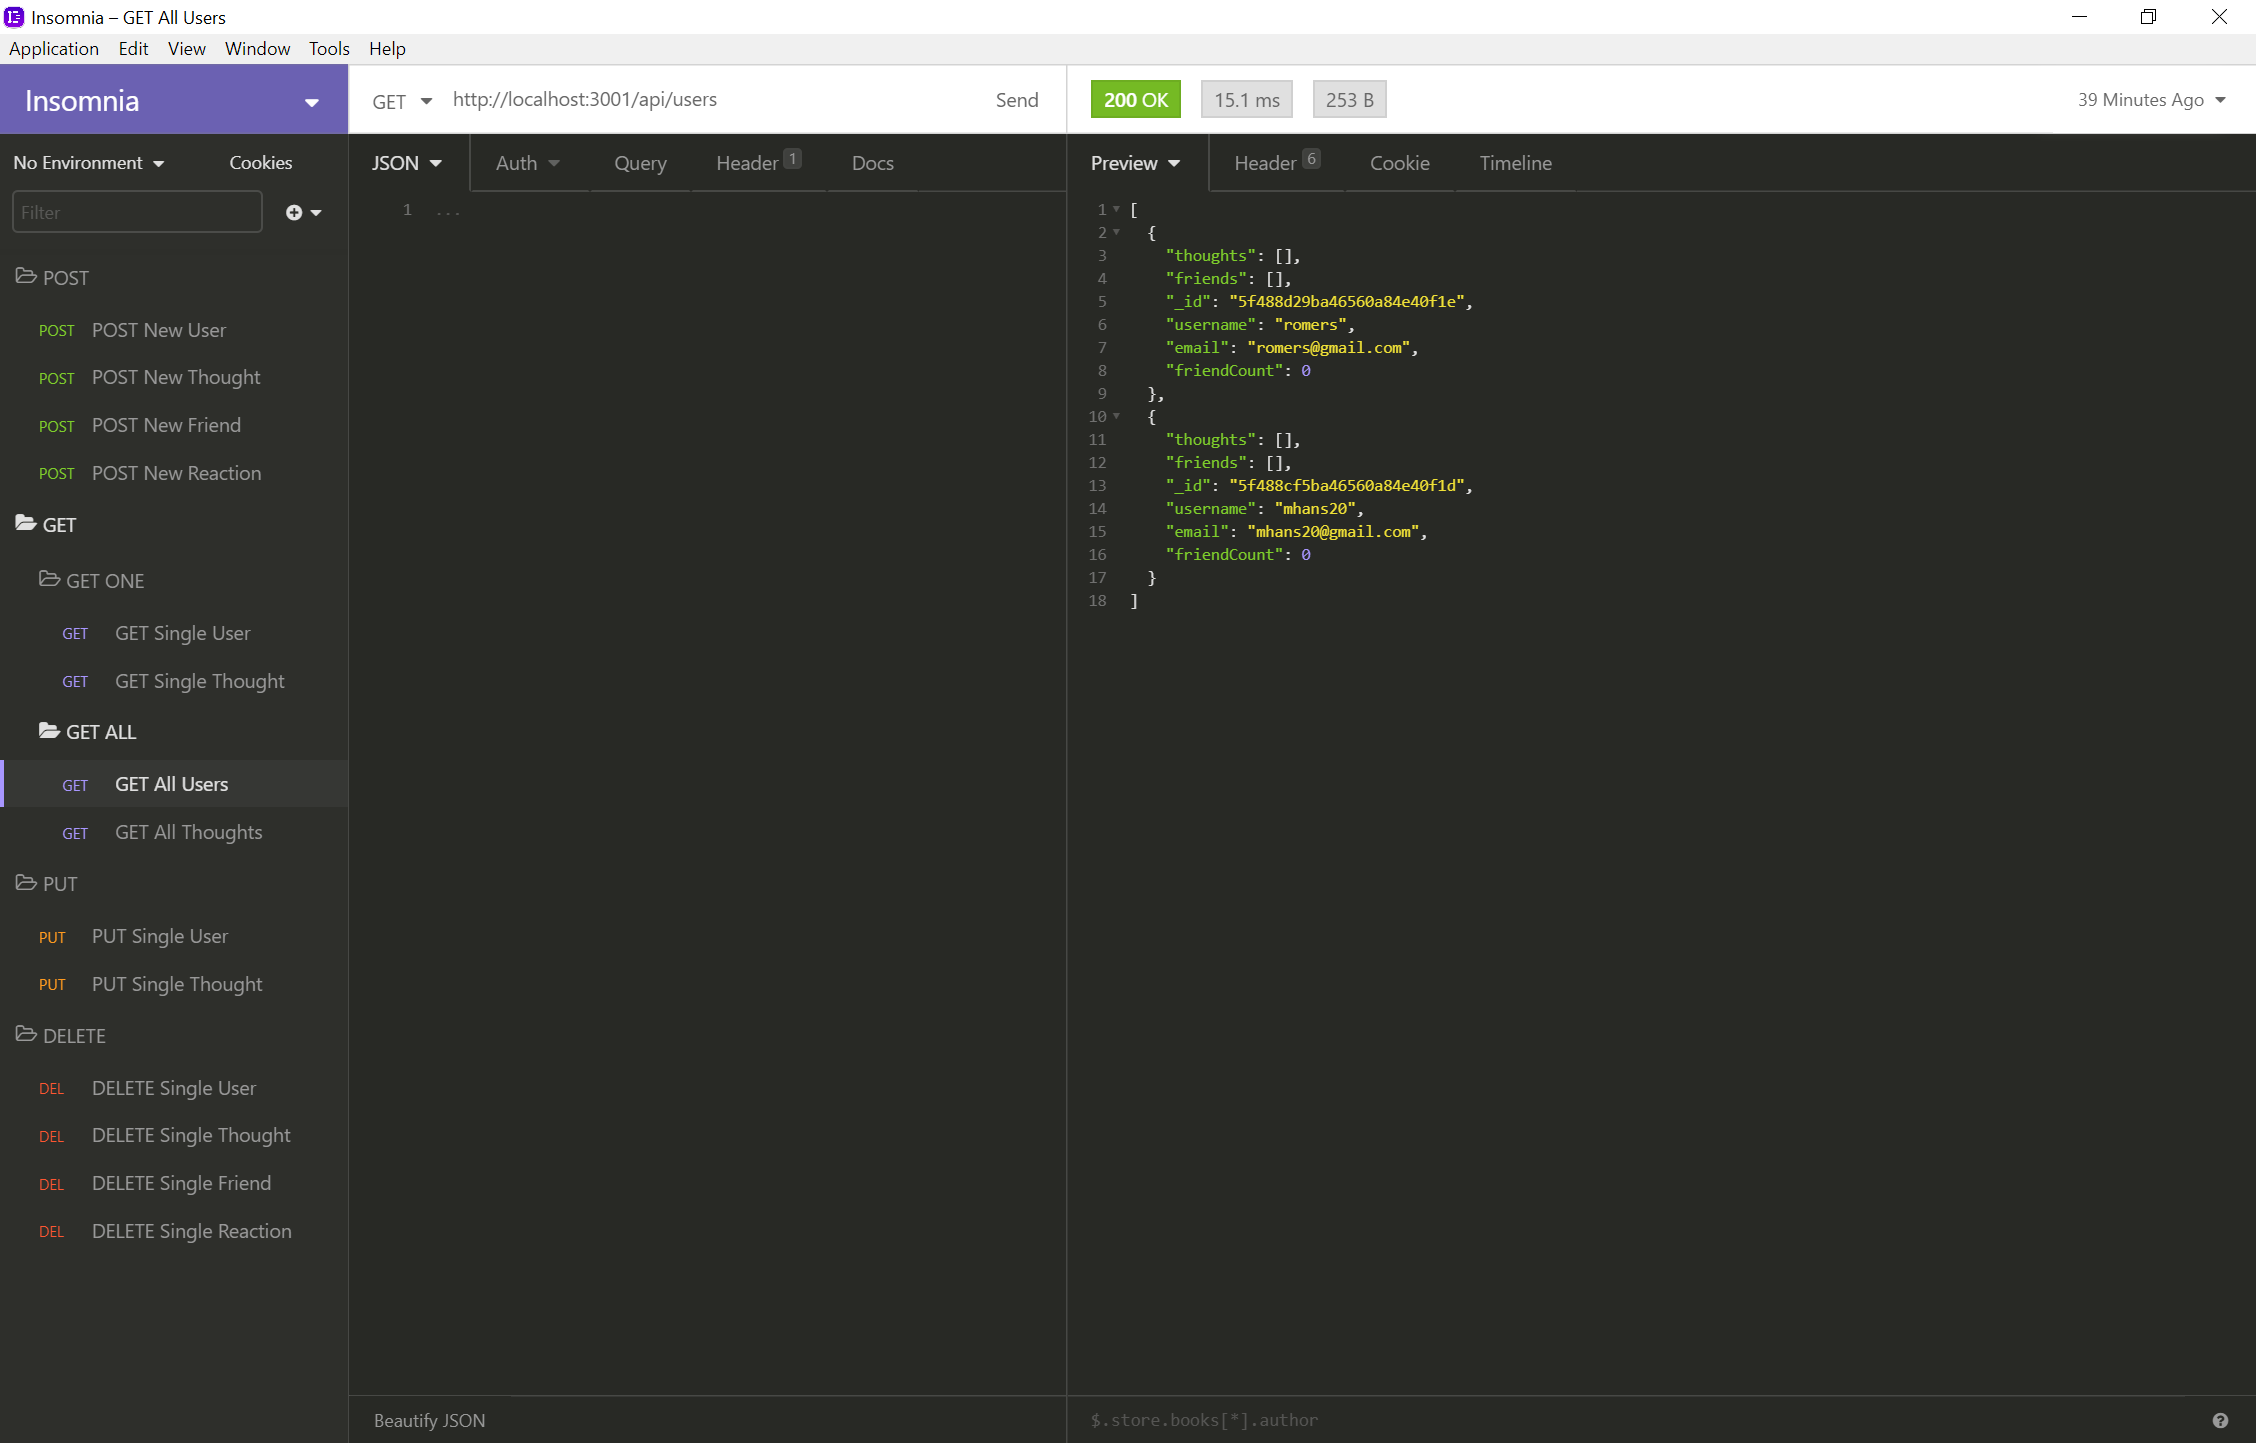 Insomnia – GET All Users
Application Edit View Window Tools Help
Insomnia
GET http://localhost:3001/api/users Send
200 OK 15.1 ms 253 B 39 Minutes Ago
No Environment Cookies
Filter
POST
POST POST New User
POST POST New Thought
POST POST New Friend
POST POST New Reaction
GET
GET ONE
GET GET Single User
GET GET Single Thought
GET ALL
GET GET All Users
GET GET All Thoughts
PUT
PUT PUT Single User
PUT PUT Single Thought
DELETE
DEL DELETE Single User
DEL DELETE Single Thought
DEL DELETE Single Friend
DEL DELETE Single Reaction
JSON Auth Query Header 1 Docs
1 ...
Beautify JSON
Preview Header 6 Cookie Timeline
1 [
2 {
3 "thoughts": [],
4 "friends": [],
5 "_id": "5f488d29ba46560a84e40f1e",
6 "username": "romers",
7 "email": "romers@gmail.com",
8 "friendCount": 0
9 },
10 {
11 "thoughts": [],
12 "friends": [],
13 "_id": "5f488cf5ba46560a84e40f1d",
14 "username": "mhans20",
15 "email": "mhans20@gmail.com",
16 "friendCount": 0
17 }
18 ]
$.store.books[*].author